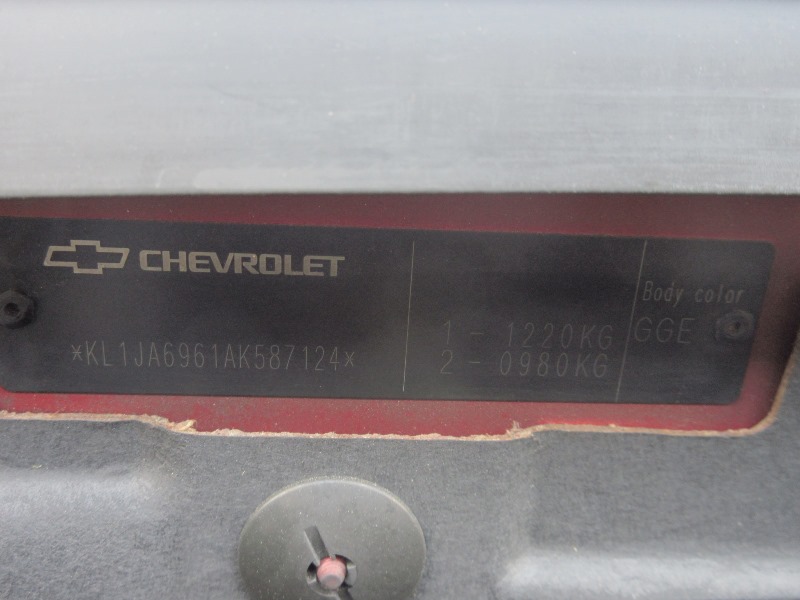 CHEVROLET
*KL1JA6961AK587124*
1 - 1220KG
2 - 0980KG
Body color
GGE